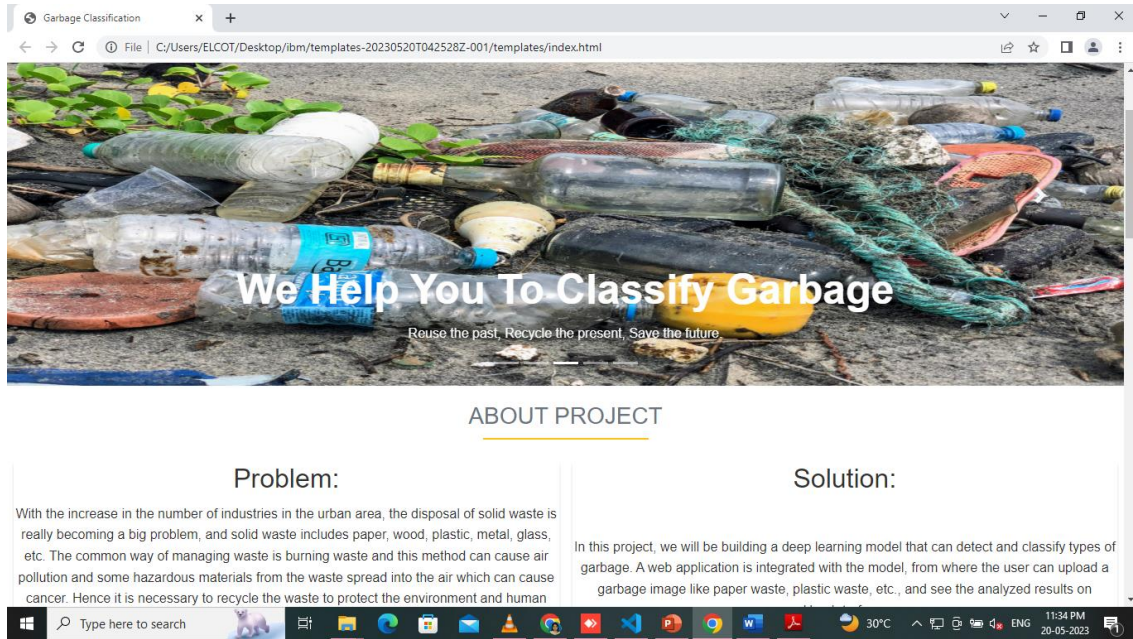 Garbage Classification
File | C:/Users/ELCOT/Desktop/ibm/templates-20230520T042528Z-001/templates/index.html
We Help You To Classify Garbage
Reuse the past, Recycle the present, Save the future
ABOUT PROJECT
Problem:
With the increase in the number of industries in the urban area, the disposal of solid waste is
really becoming a big problem, and solid waste includes paper, wood, plastic, metal, glass,
etc. The common way of managing waste is burning waste and this method can cause air
pollution and some hazardous materials from the waste spread into the air which can cause
cancer. Hence it is necessary to recycle the waste to protect the environment and human
Solution:
In this project, we will be building a deep learning model that can detect and classify types of
garbage. A web application is integrated with the model, from where the user can upload a
garbage image like paper waste, plastic waste, etc., and see the analyzed results on
Type here to search
30°C
ENG
11:34 PM
20-05-2023